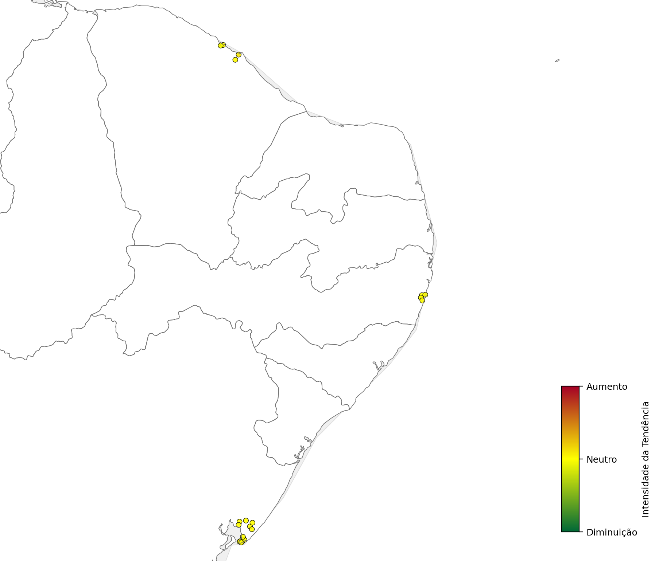 Aumento
Neutro
Diminuição
Intensidade da Tendência